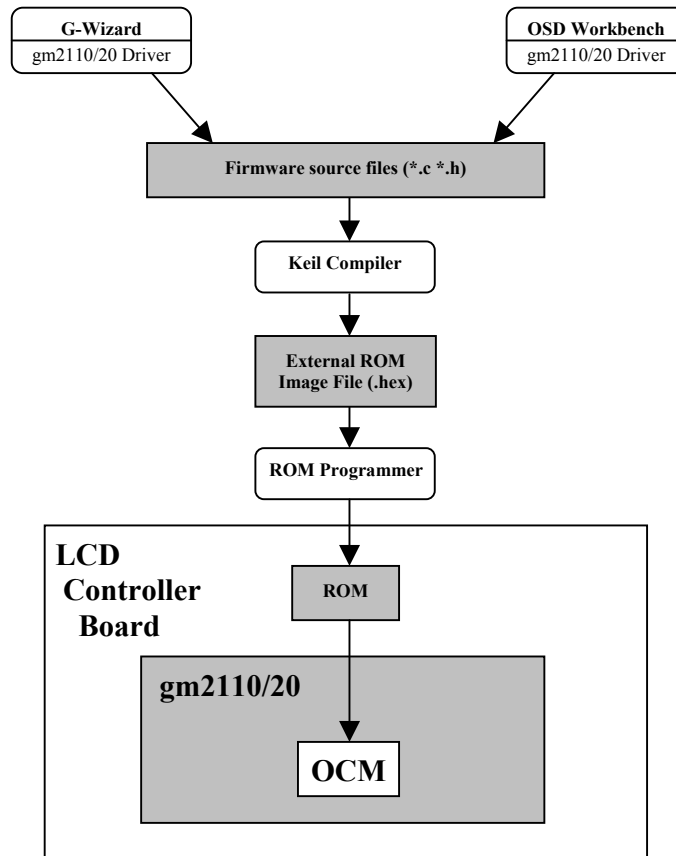 G-Wizard
gm2110/20 Driver
OSD Workbench
gm2110/20 Driver
Firmware source files (*.c *.h)
Keil Compiler
External ROM
Image File (.hex)
ROM Programmer
LCD
Controller
Board
ROM
gm2110/20
OCM